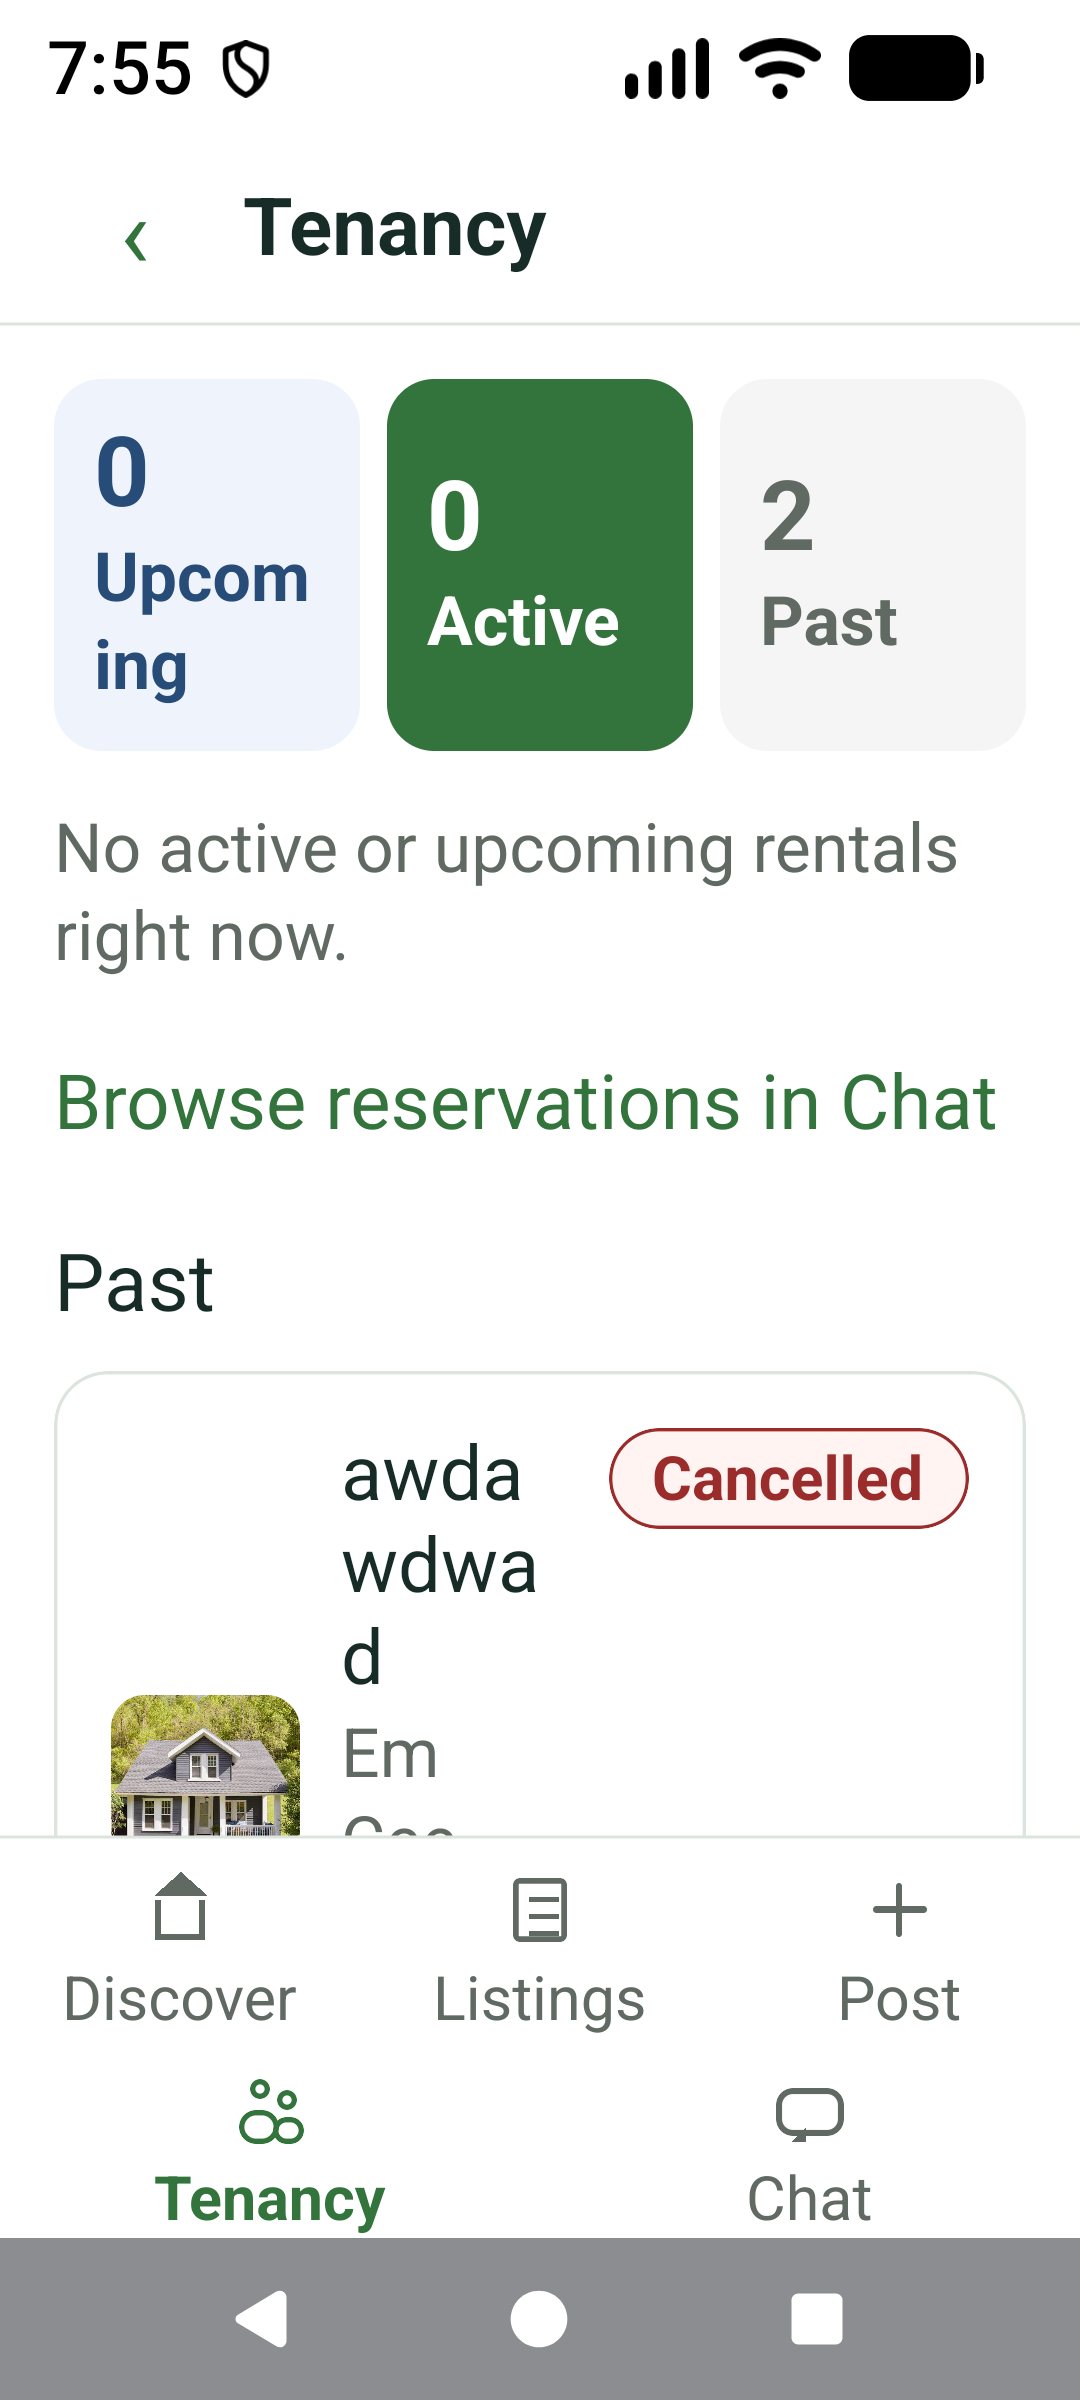 7:55
‹ Tenancy
0
Upcom
ing
0
Active
2
Past
No active or upcoming rentals
right now.
Browse reservations in Chat
Past
awda
wdwa
d
Cancelled
Em
Discover
Listings
Post
Tenancy
Chat